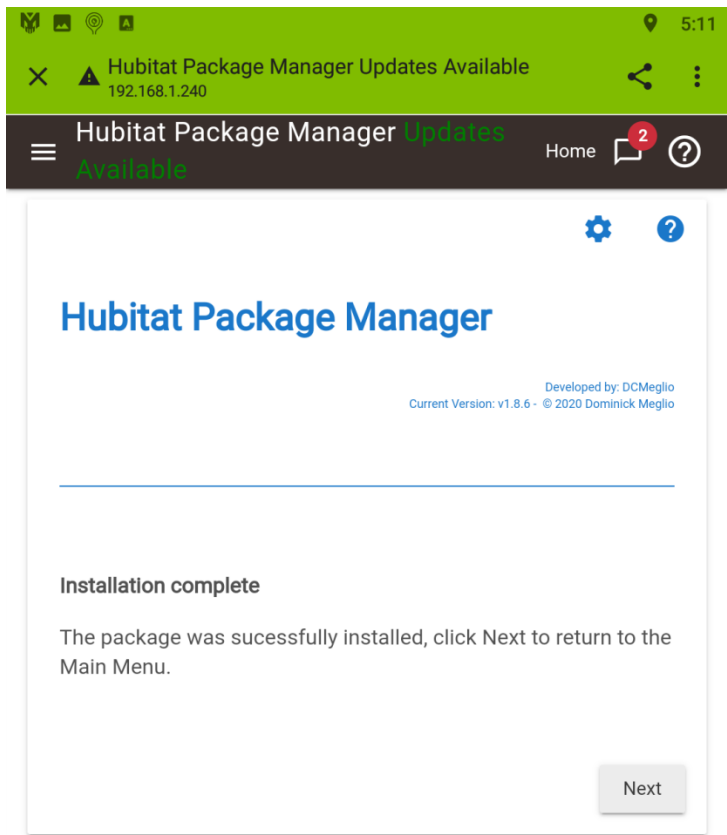 5:11
Hubitat Package Manager Updates Available
192.168.1.240
Hubitat Package Manager Updates
Available
Home
2
Hubitat Package Manager
Developed by: DCMeglio
Current Version: v1.8.6 - © 2020 Dominick Meglio
Installation complete
The package was sucessfully installed, click Next to return to the
Main Menu.
Next